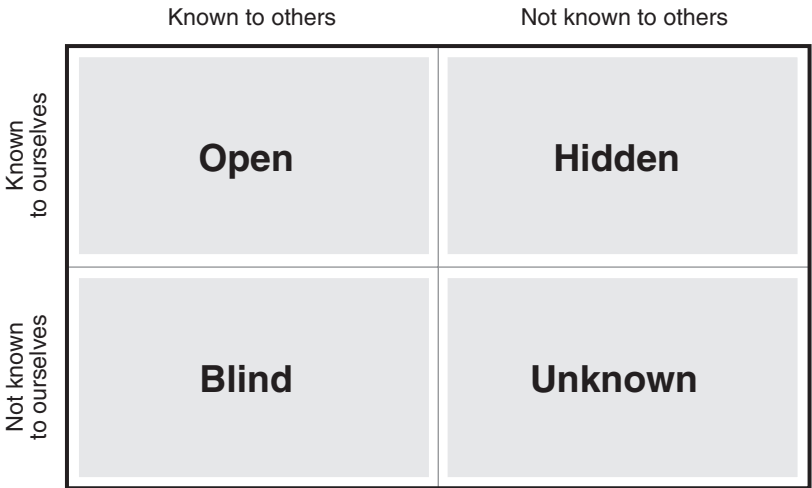 Known to others
Not known to others
Known
to ourselves
Open
Hidden
Not known
to ourselves
Blind
Unknown